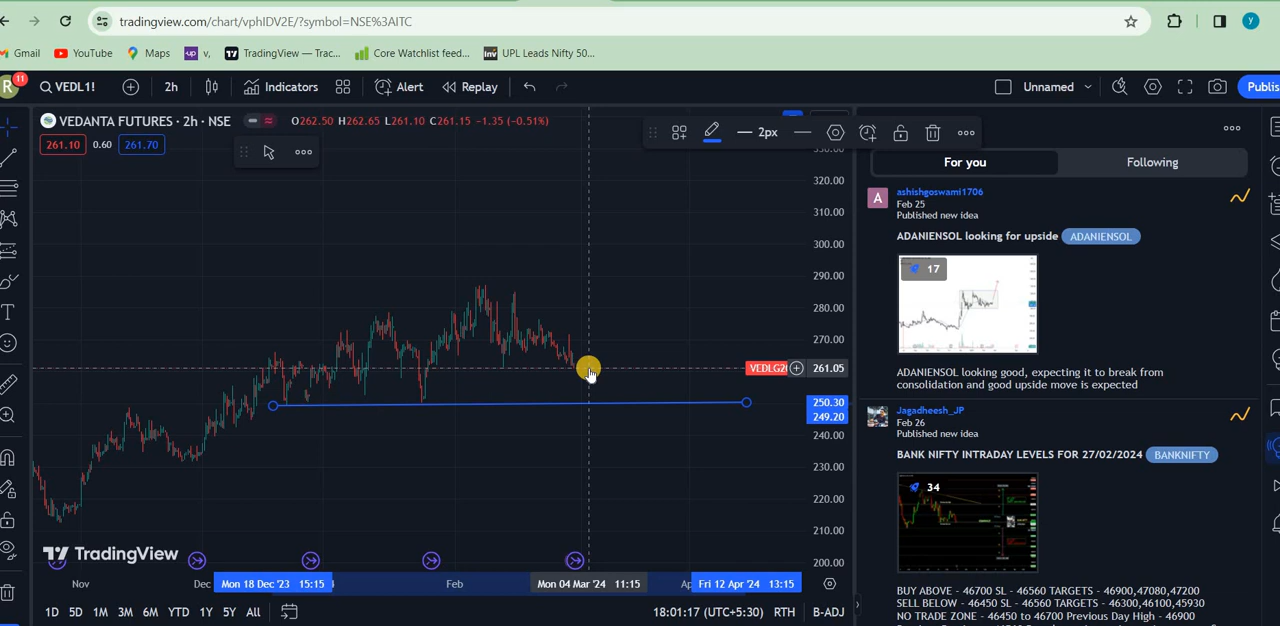 tradingview.com/chart/vphIDV2E/?symbol=NSE%3AITC
Gmail YouTube Maps up v, TradingView — Trac... Core Watchlist feed... inv UPL Leads Nifty 50...
R 11 VEDL1! 2h Indicators Alert Replay Unnamed Publis
VEDANTA FUTURES · 2h · NSE O262.50 H262.65 L261.10 C261.15 -1.35 (-0.51%)
261.10 0.60 261.70
2px
For you Following
320.00
310.00
300.00
290.00
280.00
270.00
261.05
250.30
249.20
240.00
230.00
220.00
210.00
200.00
A ashishgoswami1706
Feb 25
Published new idea
ADANIENSOL looking for upside ADANIENSOL
17
ADANIENSOL looking good, expecting it to break from
consolidation and good upside move is expected
Jagadheesh_JP
Feb 26
Published new idea
BANK NIFTY INTRADAY LEVELS FOR 27/02/2024 BANKNIFTY
34
BUY ABOVE - 46700 SL - 46560 TARGETS - 46900,47080,47200
SELL BELOW - 46450 SL - 46560 TARGETS - 46300,46100,45930
NO TRADE ZONE - 46450 to 46700 Previous Day High - 46900
TradingView
Nov Dec Mon 18 Dec '23 15:15 Feb Mon 04 Mar '24 11:15 Fri 12 Apr '24 13:15
1D 5D 1M 3M 6M YTD 1Y 5Y All 18:01:17 (UTC+5:30) RTH B-ADJ